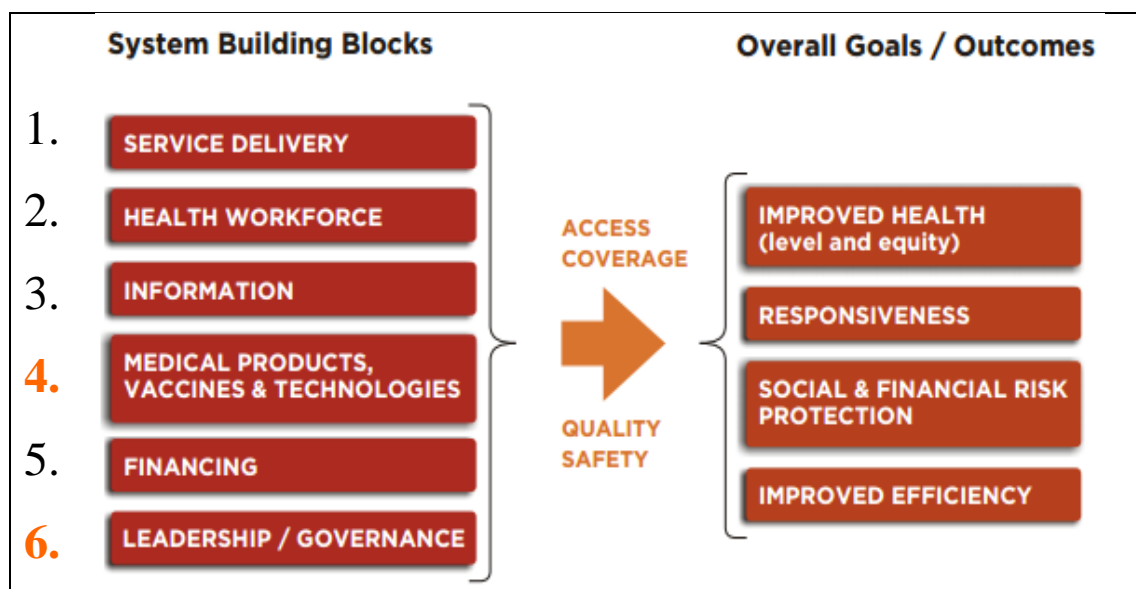 System Building Blocks
Overall Goals / Outcomes
1.
SERVICE DELIVERY
2.
HEALTH WORKFORCE
3.
INFORMATION
4.
MEDICAL PRODUCTS,
VACCINES & TECHNOLOGIES
5.
FINANCING
6.
LEADERSHIP / GOVERNANCE
ACCESS
COVERAGE
QUALITY
SAFETY
IMPROVED HEALTH
(level and equity)
RESPONSIVENESS
SOCIAL & FINANCIAL RISK
PROTECTION
IMPROVED EFFICIENCY